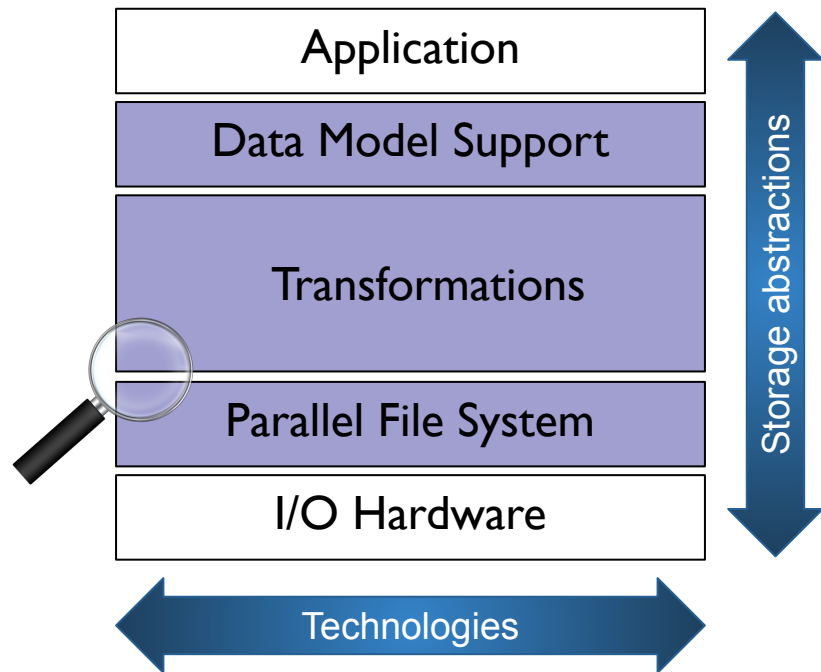 Application
Data Model Support
Transformations
Parallel File System
I/O Hardware
Storage abstractions
Technologies